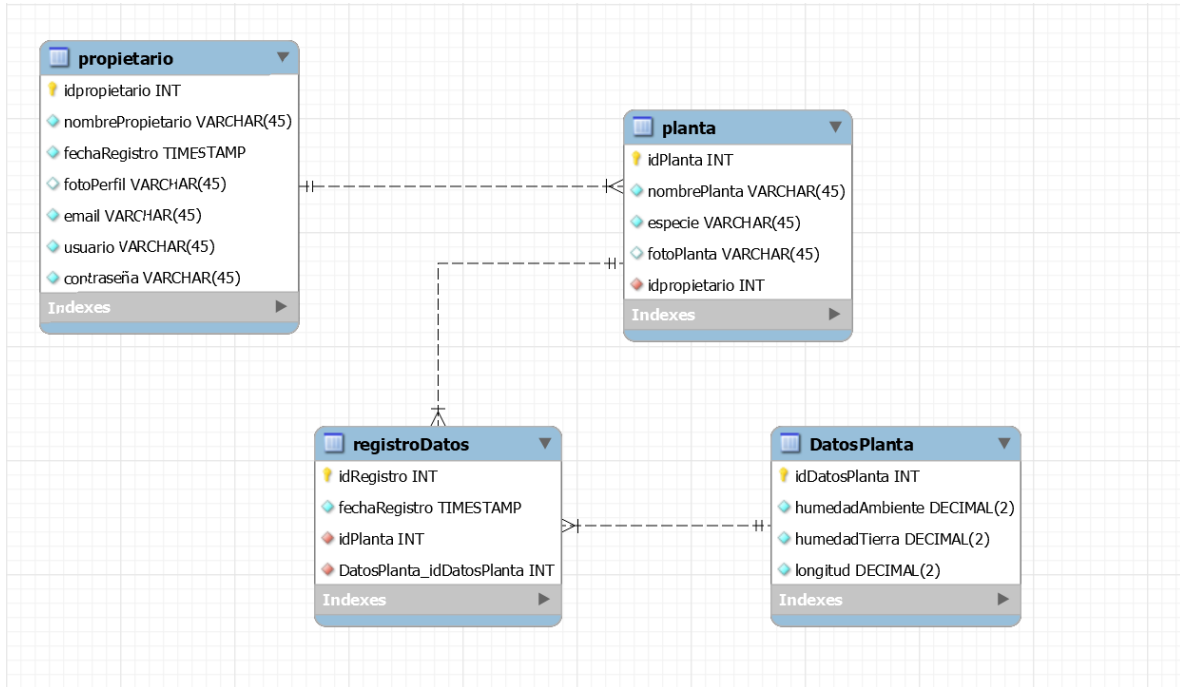 propietario
idpropietario INT
nombrePropietario VARCHAR(45)
fechaRegistro TIMESTAMP
fotoPerfil VARCHAR(45)
email VARCHAR(45)
usuario VARCHAR(45)
contraseña VARCHAR(45)
Indexes
planta
idPlanta INT
nombrePlanta VARCHAR(45)
especie VARCHAR(45)
fotoPlanta VARCHAR(45)
idpropietario INT
Indexes
registroDatos
idRegistro INT
fechaRegistro TIMESTAMP
idPlanta INT
DatosPlanta_idDatosPlanta INT
Indexes
DatosPlanta
idDatosPlanta INT
humedadAmbiente DECIMAL(2)
humedadTierra DECIMAL(2)
longitud DECIMAL(2)
Indexes